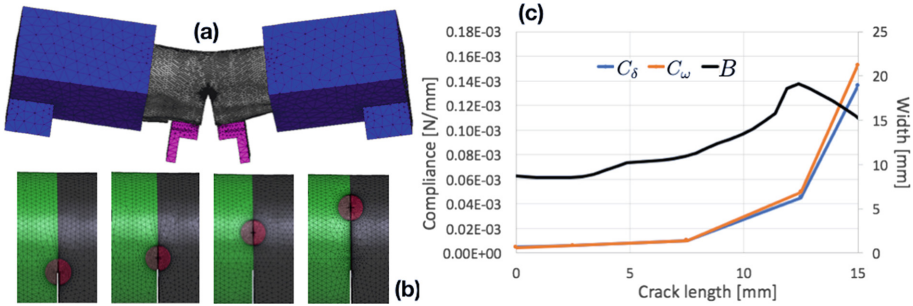 (a)
(b)
(c)
Compliance [N/mm]
0.18E-03
0.16E-03
0.14E-03
0.12E-03
0.10E-03
0.08E-03
0.06E-03
0.04E-03
0.02E-03
0.00E+00
C_δ C_ω B
25
20
15
10
5
0
Width [mm]
0 5 10 15
Crack length [mm]